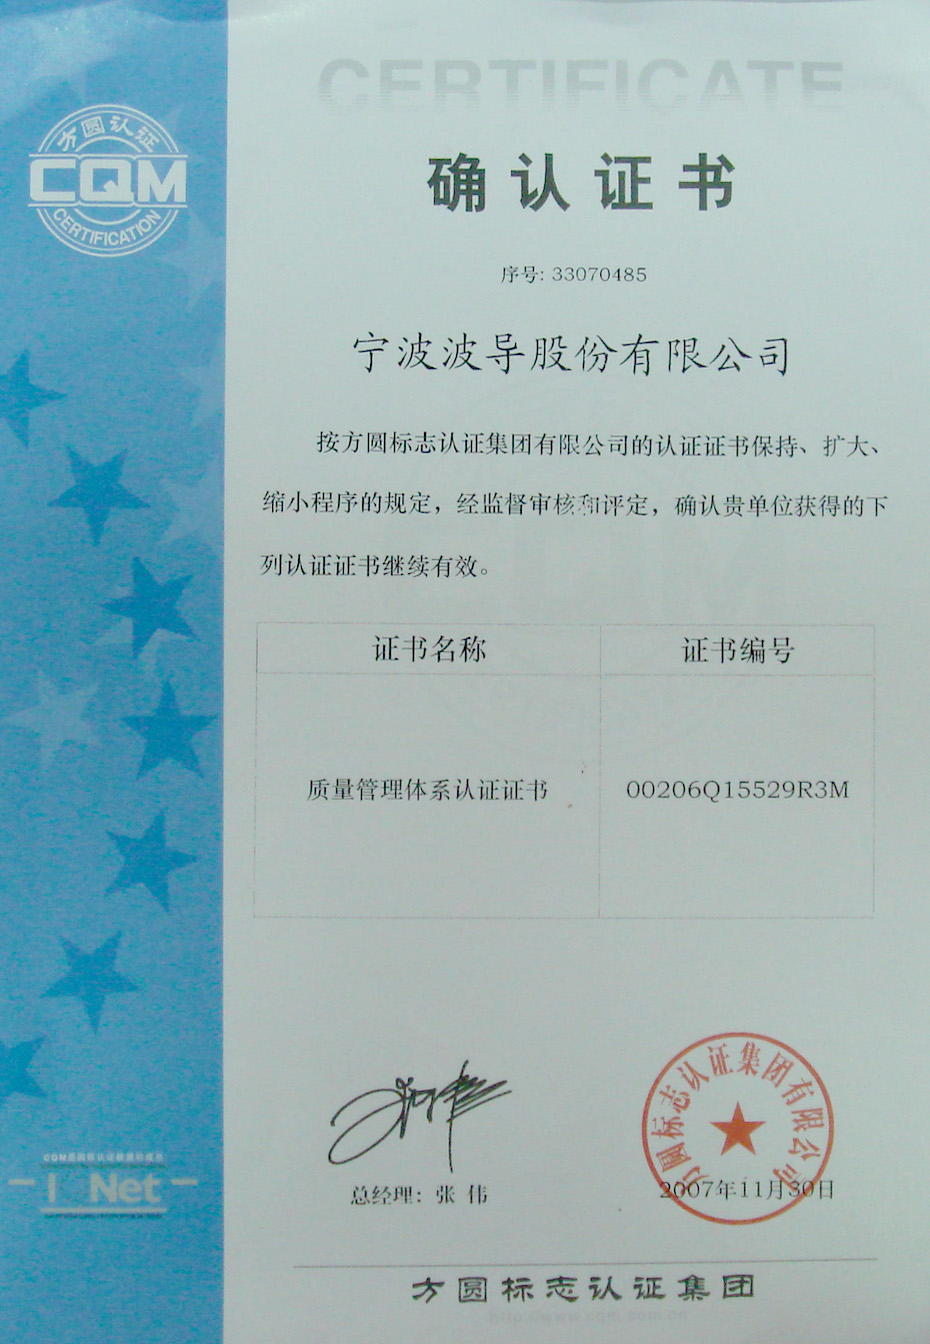 CERTIFICATE
方圆认证
CQM
CERTIFICATION
确认证书
序号: 33070485
宁波波导股份有限公司
按方圆标志认证集团有限公司的认证证书保持、扩大、
缩小程序的规定，经监督审核和评定，确认贵单位获得的下
列认证证书继续有效。
证书名称 证书编号
质量管理体系认证证书 00206Q15529R3M
方圆标志认证集团有限公司
总经理：张 伟
2007年11月30日
Net
方圆标志认证集团
http://www.cqm.com.cn